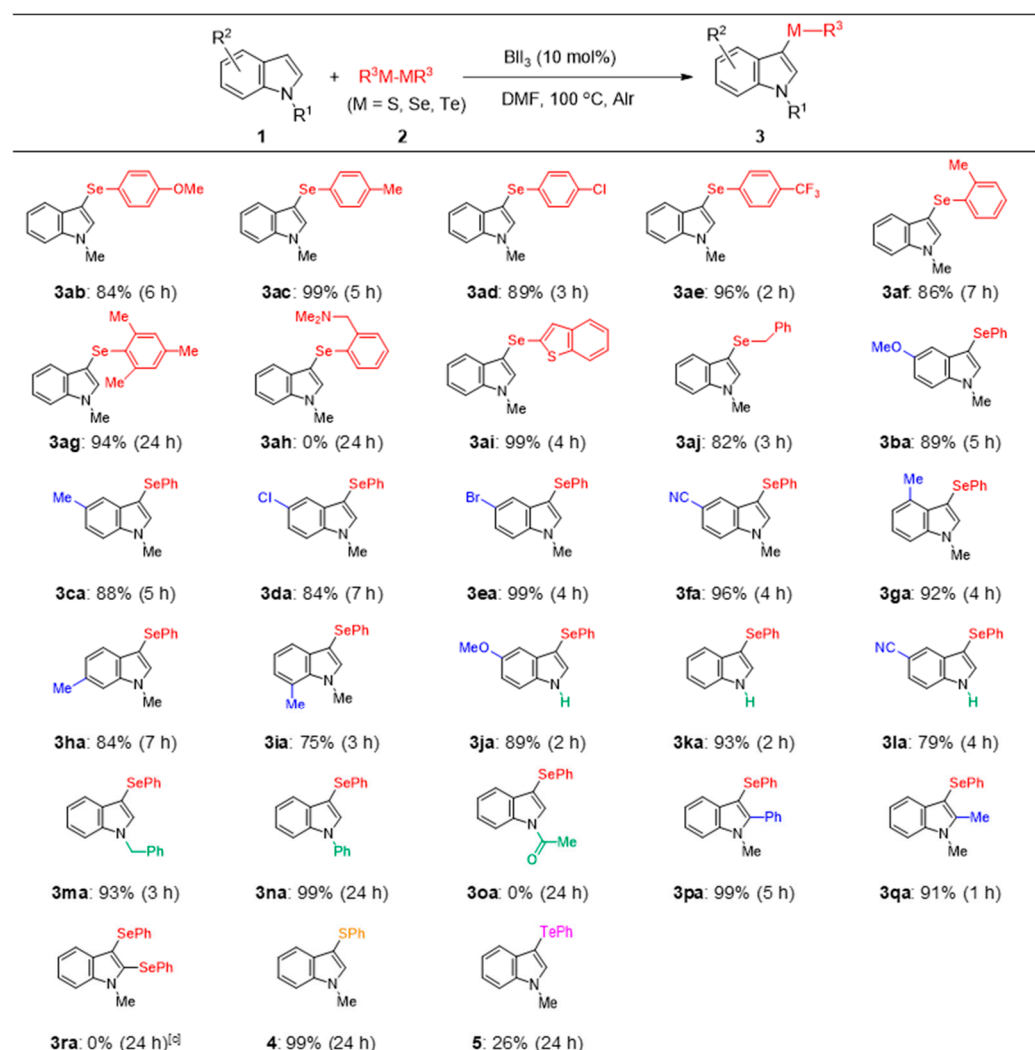 R2 R1 1 + R3M-MR3 (M = S, Se, Te) 2 BiI3 (10 mol%) DMF, 100 °C, Air R2 M—R3 R1 3
Se OMe N Me Se Me N Me Se Cl N Me Se CF3 N Me Me Se N Me
3ab: 84% (6 h) 3ac: 99% (5 h) 3ad: 89% (3 h) 3ae: 96% (2 h) 3af: 86% (7 h)
Me Se Me Me N Me Me2N Se N Me Se S N Me Ph Se N Me MeO SePh N Me
3ag: 94% (24 h) 3ah: 0% (24 h) 3ai: 99% (4 h) 3aj: 82% (3 h) 3ba: 89% (5 h)
Me SePh N Me Cl SePh N Me Br SePh N Me NC SePh N Me Me SePh N Me
3ca: 88% (5 h) 3da: 84% (7 h) 3ea: 99% (4 h) 3fa: 96% (4 h) 3ga: 92% (4 h)
SePh Me N Me SePh N Me Me MeO SePh N H SePh N H NC SePh N H
3ha: 84% (7 h) 3ia: 75% (3 h) 3ja: 89% (2 h) 3ka: 93% (2 h) 3la: 79% (4 h)
SePh N Ph SePh N Ph SePh N Me O SePh Ph N Me SePh Me N Me
3ma: 93% (3 h) 3na: 99% (24 h) 3oa: 0% (24 h) 3pa: 99% (5 h) 3qa: 91% (1 h)
SePh SePh N Me SPh N Me TePh N Me
3ra: 0% (24 h)[c] 4: 99% (24 h) 5: 26% (24 h)